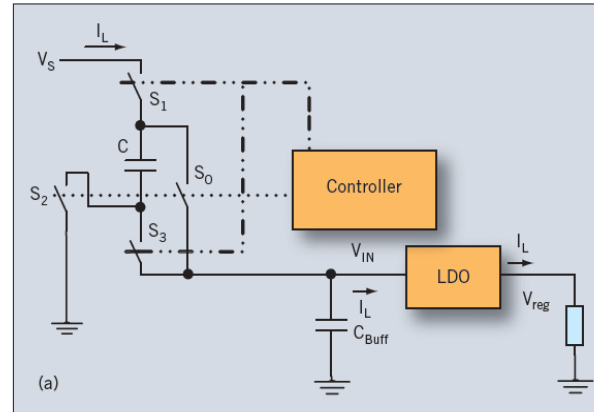 I_L
V_S
S_1
C
S_0
S_2
Controller
S_3
V_IN
I_L
LDO
I_L
V_reg
C_Buff
(a)